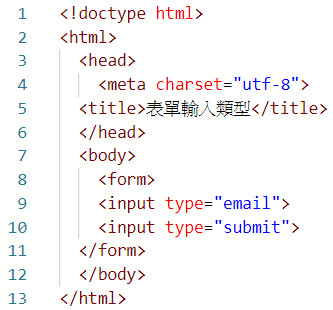 1 <!doctype html>
2 <html>
3 <head>
4 <meta charset="utf-8">
5 <title>表單輸入類型</title>
6 </head>
7 <body>
8 <form>
9 <input type="email">
10 <input type="submit">
11 </form>
12 </body>
13 </html>